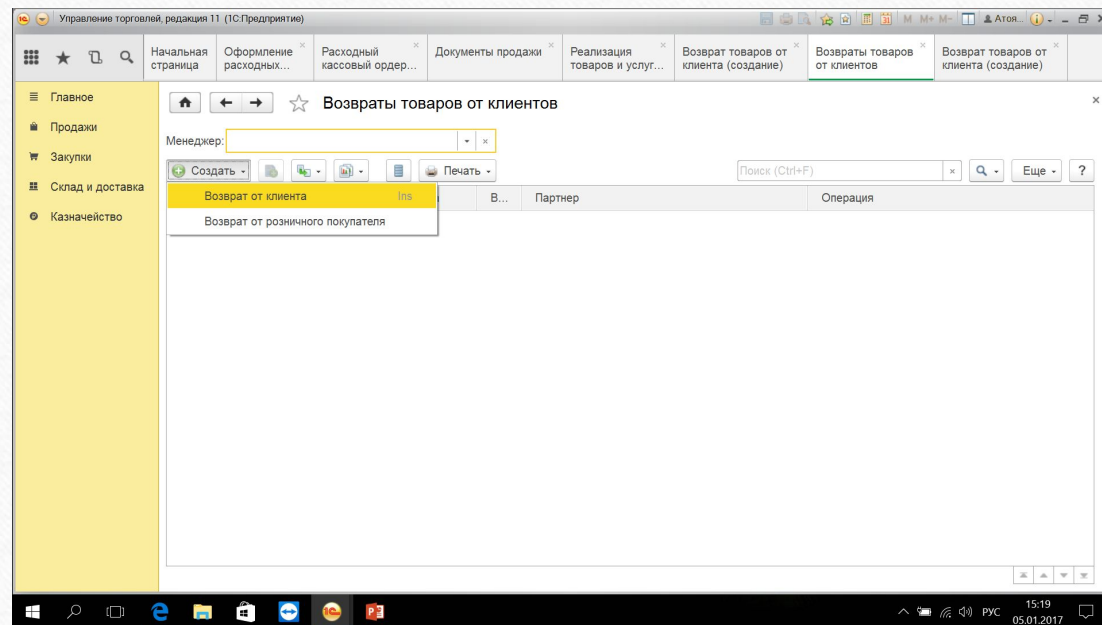 Управление торговлей, редакция 11 (1С:Предприятие)
M M+ M- Атоя...
Начальная страница
Оформление расходных...
Расходный кассовый ордер...
Документы продажи
Реализация товаров и услуг...
Возврат товаров от клиента (создание)
Возвраты товаров от клиентов
Возврат товаров от клиента (создание)
Главное
Продажи
Закупки
Склад и доставка
Казначейство
Возвраты товаров от клиентов
Менеджер:
Создать
Печать
Поиск (Ctrl+F)
Еще
?
Возврат от клиента Ins
Возврат от розничного покупателя
В...
Партнер
Операция
РУС
15:19
05.01.2017